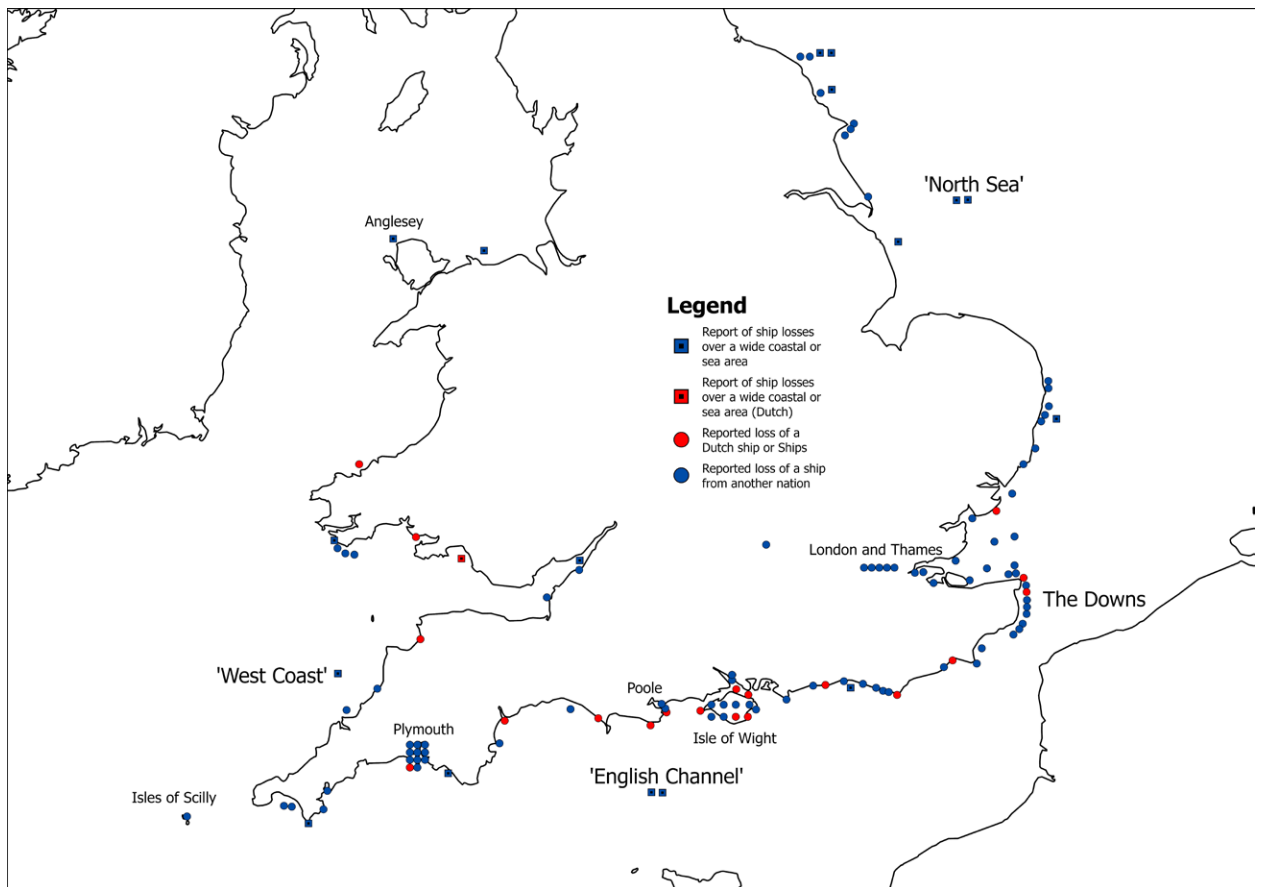 'North Sea'
Anglesey
Legend
Report of ship losses
over a wide coastal or
sea area
Report of ship losses
over a wide coastal or
sea area (Dutch)
Reported loss of a
Dutch ship or Ships
Reported loss of a ship
from another nation
London and Thames
The Downs
'West Coast'
Poole
Plymouth
Isle of Wight
'English Channel'
Isles of Scilly